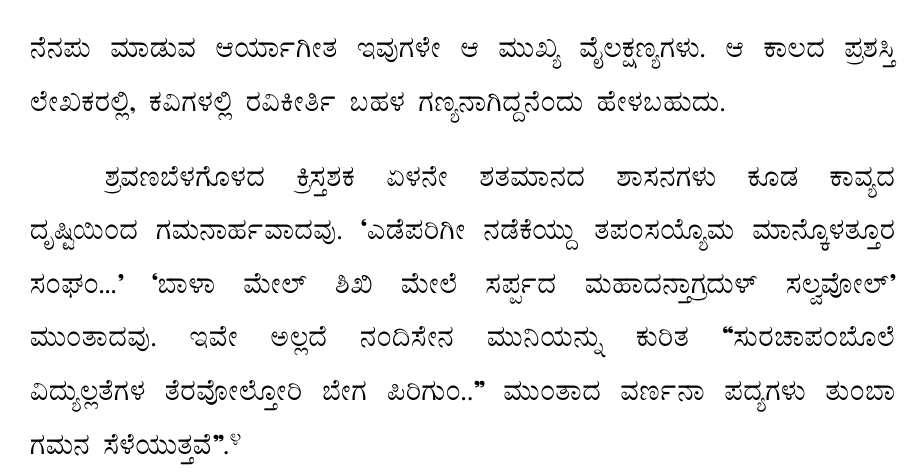 ನೆನಪು ಮಾಡುವ ಆರ್ಯಾಗೀತ ಇವುಗಳೇ ಆ ಮುಖ್ಯ ವೈಲಕ್ಷಣ್ಯಗಳು. ಆ ಕಾಲದ ಪ್ರಶಸ್ತಿ
ಲೇಖಕರಲ್ಲಿ, ಕವಿಗಳಲ್ಲಿ ರವಿಕೀರ್ತಿ ಬಹಳ ಗಣ್ಯನಾಗಿದ್ದನೆಂದು ಹೇಳಬಹುದು.
ಶ್ರವಣಬೆಳಗೊಳದ ಕ್ರಿಸ್ತಶಕ ಏಳನೇ ಶತಮಾನದ ಶಾಸನಗಳು ಕೂಡ ಕಾವ್ಯದ
ದೃಷ್ಟಿಯಿಂದ ಗಮನಾರ್ಹವಾದವು. ‘ಎಡೆಪರಿಗೀ ನಡೆಕೆಯ್ದು ತಪಂಸಯ್ಯೊಮ ಮಾನ್ಕೊಳತ್ತೂರ
ಸಂಘಂ...’ ‘ಬಾಳಾ ಮೇಲ್ ಶಿಖಿ ಮೇಲೆ ಸರ್ಪ್ಪದ ಮಹಾದನ್ತಾಗ್ರದುಳ್ ಸಲ್ವವೋಲ್’
ಮುಂತಾದವು. ಇವೇ ಅಲ್ಲದೆ ನಂದಿಸೇನ ಮುನಿಯನ್ನು ಕುರಿತ “ಸುರಚಾಪಂಬೊಲೆ
ವಿದ್ಯುಲ್ಲತೆಗಳ ತೆರವೋಲ್ತೋರಿ ಬೇಗ ಪಿರಿಗುಂ..” ಮುಂತಾದ ವರ್ಣನಾ ಪದ್ಯಗಳು ತುಂಬಾ
ಗಮನ ಸೆಳೆಯುತ್ತವೆ”.೪